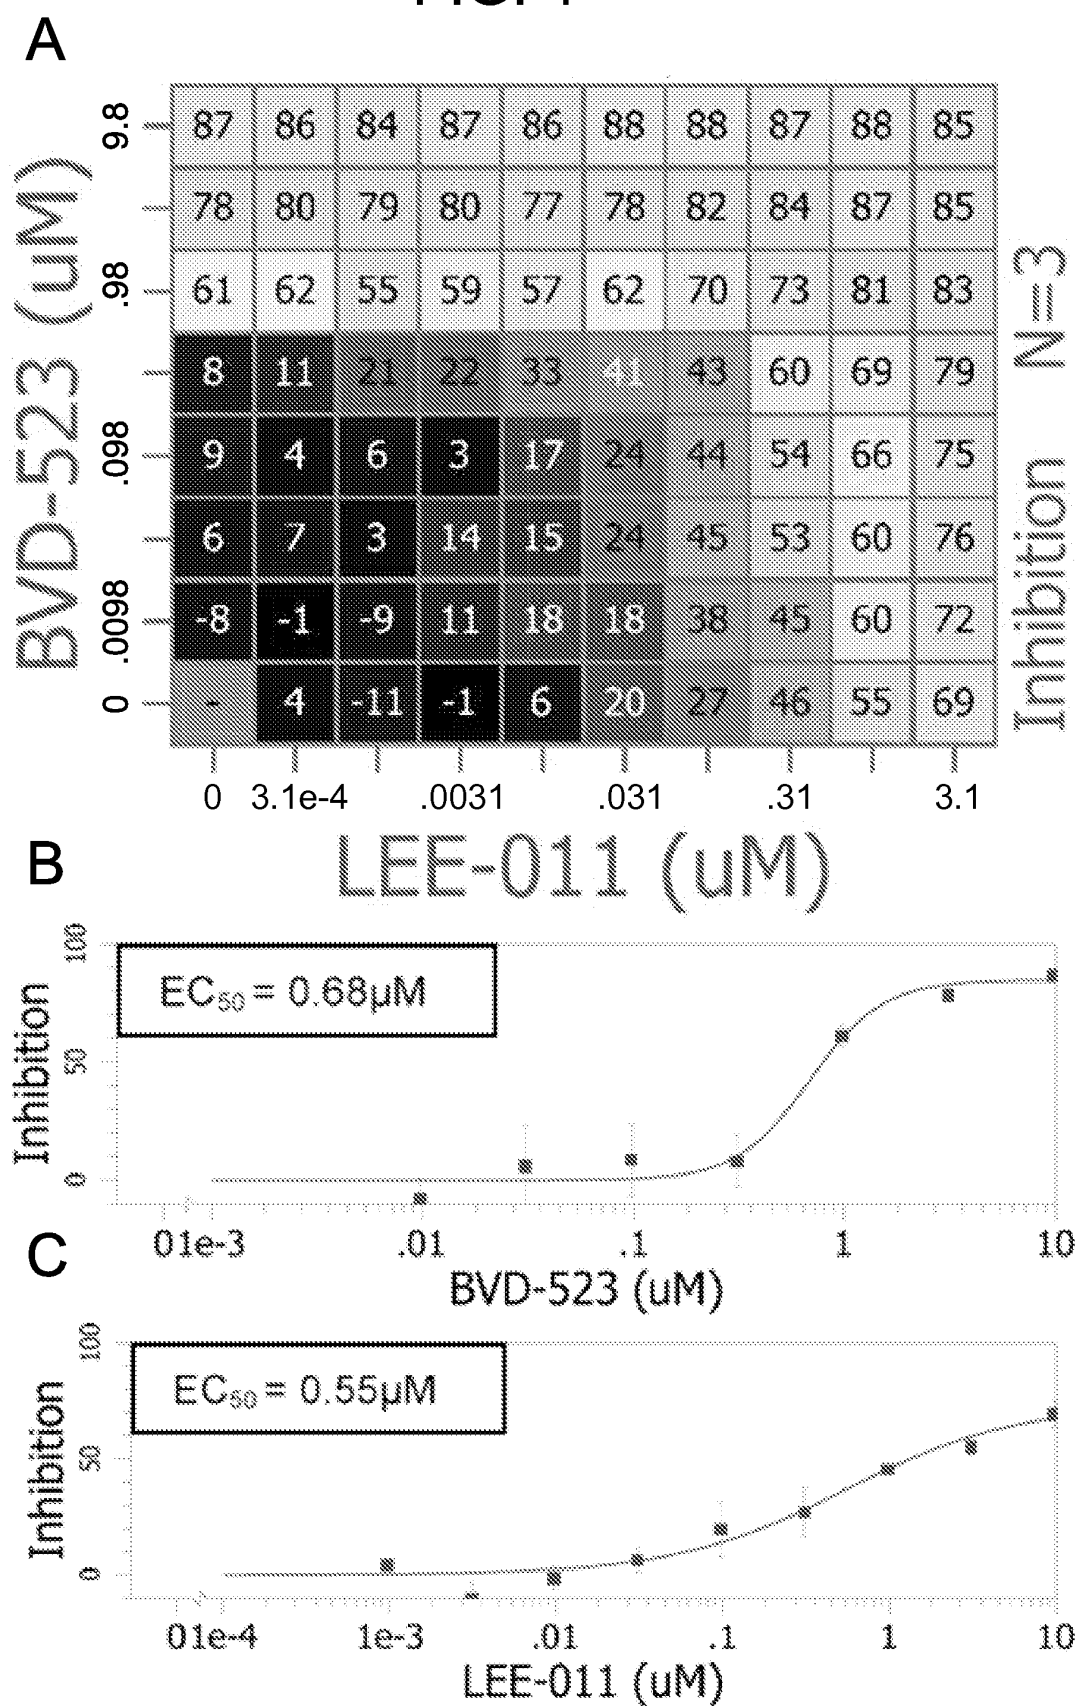 A
9.8 87 86 84 87 86 88 88 87 88 85
78 80 79 80 77 78 82 84 87 85
.98 61 62 55 59 57 62 70 73 81 83
8 11 21 22 33 41 43 60 69 79
.098 9 4 6 3 17 24 44 54 66 75
6 7 3 14 15 24 45 53 60 76
.0098 -8 -1 -9 11 18 18 38 45 60 72
0 - 4 -11 -1 6 20 27 46 55 69
0 3.1e-4 .0031 .031 .31 3.1
BVD-523 (uM)
Inhibition N=3
LEE-011 (uM)
B
EC50 = 0.68µM
Inhibition
100
50
0
01e-3 .01 .1 1 10
BVD-523 (uM)
C
EC50 = 0.55µM
Inhibition
100
50
0
01e-4 1e-3 .01 .1 1 10
LEE-011 (uM)